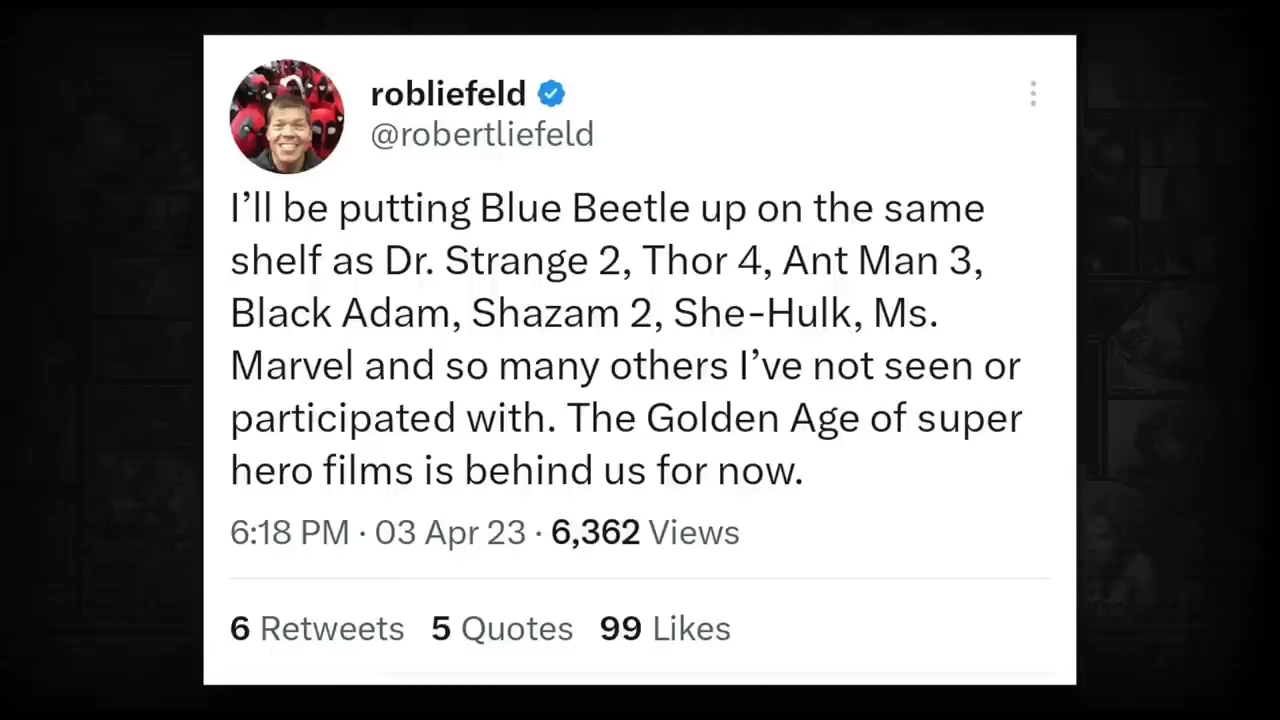 robliefeld
@robertliefeld
I’ll be putting Blue Beetle up on the same
shelf as Dr. Strange 2, Thor 4, Ant Man 3,
Black Adam, Shazam 2, She-Hulk, Ms.
Marvel and so many others I’ve not seen or
participated with. The Golden Age of super
hero films is behind us for now.
6:18 PM · 03 Apr 23 · 6,362 Views
6 Retweets 5 Quotes 99 Likes